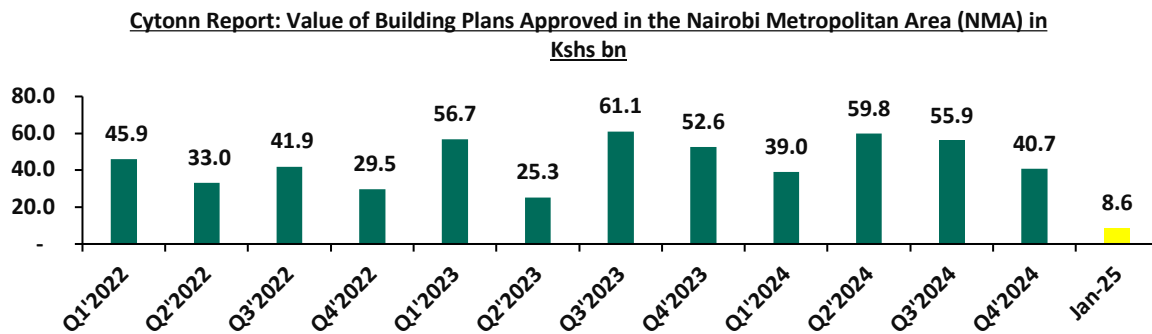 Cytonn Report: Value of Building Plans Approved in the Nairobi Metropolitan Area (NMA) in
Kshs bn
80.0
60.0
40.0
20.0
-
45.9
33.0
41.9
29.5
56.7
25.3
61.1
52.6
39.0
59.8
55.9
40.7
8.6
Q1'2022
Q2'2022
Q3'2022
Q4'2022
Q1'2023
Q2'2023
Q3'2023
Q4'2023
Q1'2024
Q2'2024
Q3'2024
Q4'2024
Jan-25